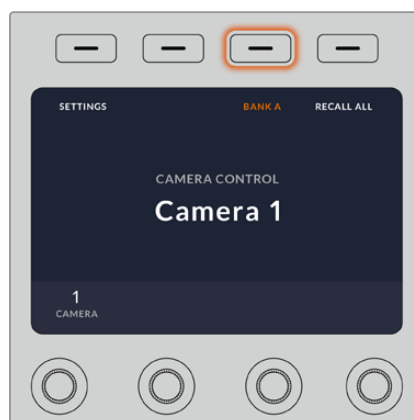 SETTINGS BANK A RECALL ALL
CAMERA CONTROL
Camera 1
1
CAMERA